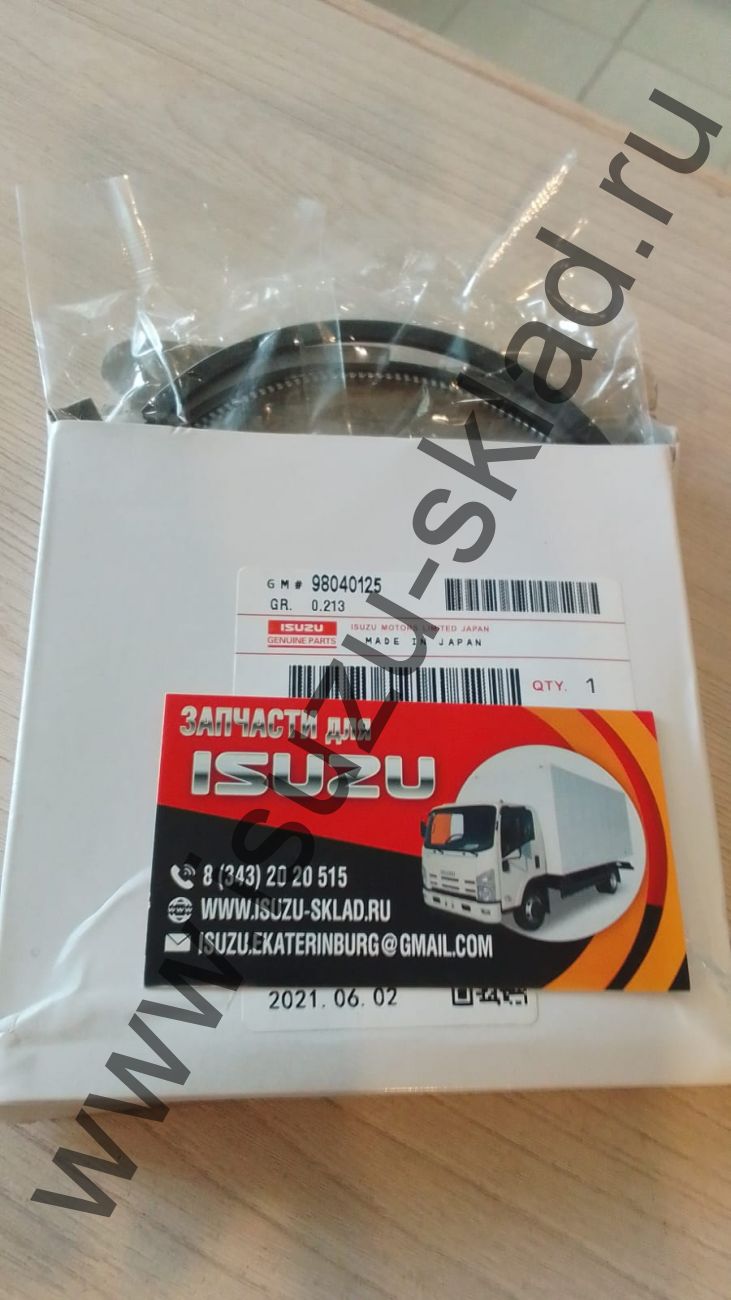 GM# 98040125
GR. 0.213
ISUZU
GENUINE PARTS
ISUZU MOTORS LIMITED JAPAN
MADE IN JAPAN
QTY. 1
ЗАПЧАСТИ для
ISUZU
8 (343) 20 20 515
WWW.ISUZU-SKLAD.RU
ISUZU.EKATERINBURG@GMAIL.COM
2021.06.02
www.isuzu-sklad.ru